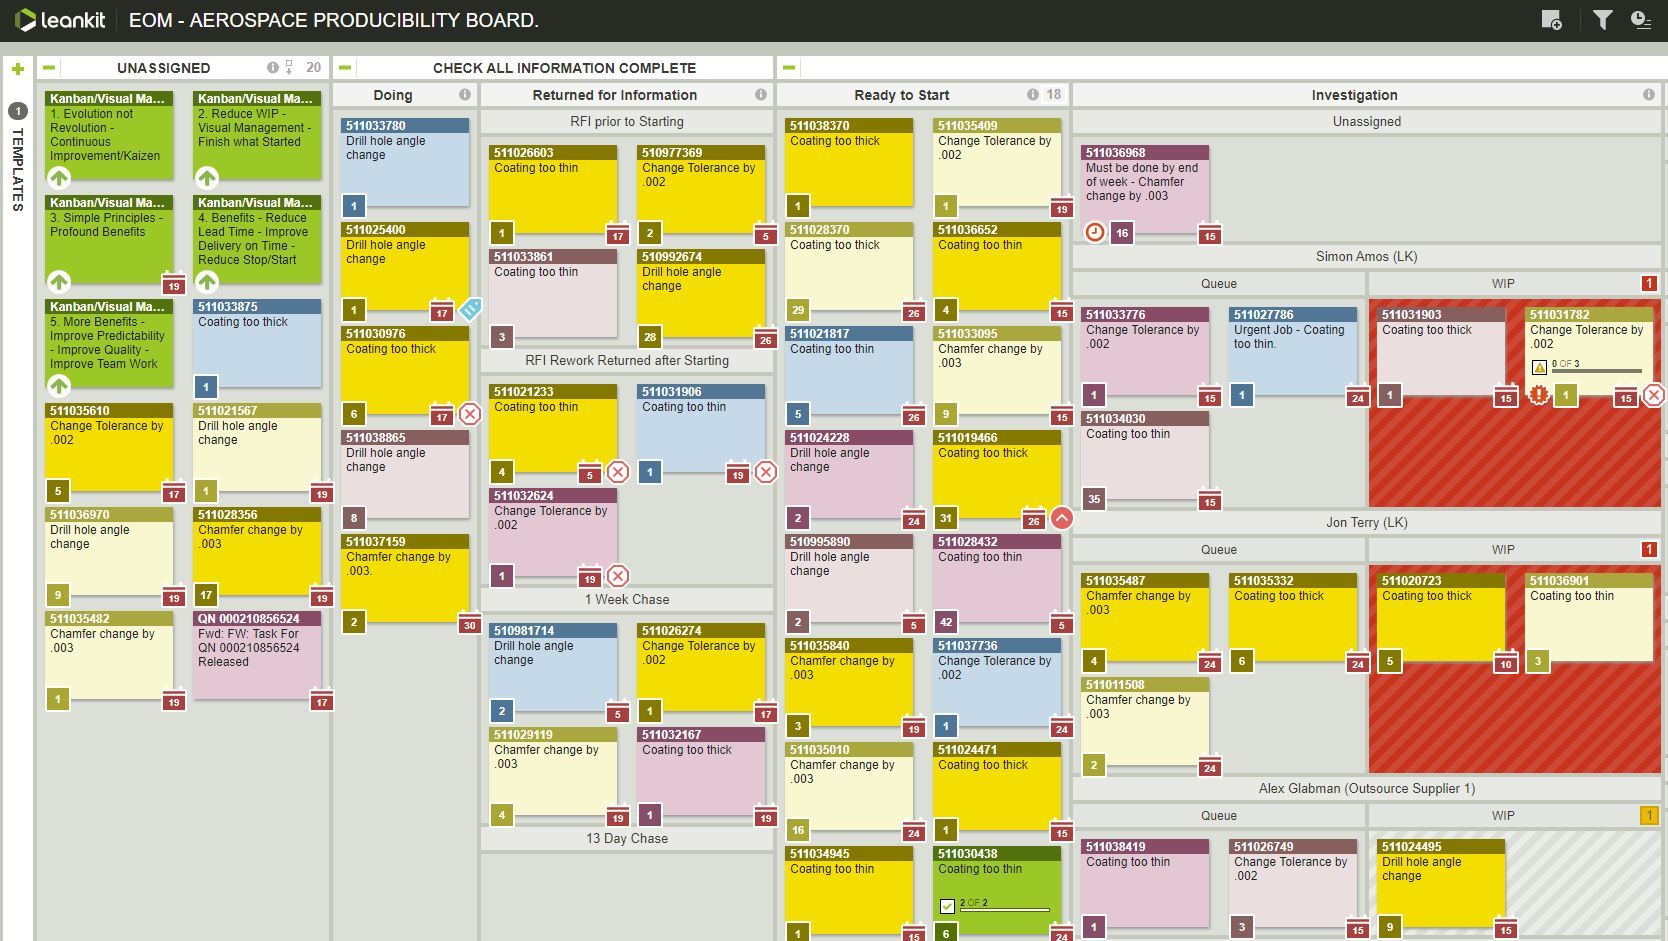 leankit
EOM - AEROSPACE PRODUCIBILITY BOARD.
1
TEMPLATES
UNASSIGNED
20
Kanban/Visual Ma...
1. Evolution not
Revolution -
Continuous
Improvement/Kaizen
Kanban/Visual Ma...
2. Reduce WIP -
Visual Management -
Finish what Started
Kanban/Visual Ma...
3. Simple Principles -
Profound Benefits
19
Kanban/Visual Ma...
4. Benefits - Reduce
Lead Time - Improve
Delivery on Time -
Reduce Stop/Start
Kanban/Visual Ma...
5. More Benefits -
Improve Predictability
- Improve Quality -
Improve Team Work
511033875
Coating too thick
1
511035610
Change Tolerance by
.002
5
17
511021567
Drill hole angle
change
1
19
511036970
Drill hole angle
change
9
19
511028356
Chamfer change by
.003
17
19
511035482
Chamfer change by
.003
1
19
QN 000210856524
Fwd: FW: Task For
QN 000210856524
Released
17
CHECK ALL INFORMATION COMPLETE
Doing
511033780
Drill hole angle
change
1
511025400
Drill hole angle
change
1
17
511030976
Coating too thick
6
17
511038865
Drill hole angle
change
8
511037159
Chamfer change by
.003.
2
30
Returned for Information
RFI prior to Starting
511026603
Coating too thin
1
17
510977369
Change Tolerance by
.002
2
5
511033861
Coating too thin
3
510992674
Drill hole angle
change
28
26
RFI Rework Returned after Starting
511021233
Coating too thin
4
5
511031906
Coating too thin
1
19
511032624
Change Tolerance by
.002
1
19
1 Week Chase
510981714
Drill hole angle
change
2
5
511026274
Change Tolerance by
.002
1
17
511029119
Chamfer change by
.003
4
19
511032167
Coating too thick
1
19
13 Day Chase
Ready to Start
18
511038370
Coating too thick
1
511035409
Change Tolerance by
.002
1
19
511028370
Coating too thick
29
26
511036652
Coating too thin
4
15
511021817
Coating too thin
5
26
511033095
Chamfer change by
.003
9
15
511024228
Drill hole angle
change
2
24
511019466
Coating too thick
31
26
510995890
Drill hole angle
change
2
5
511028432
Coating too thin
42
5
511035840
Chamfer change by
.003
3
19
511037736
Change Tolerance by
.002
1
24
511035010
Chamfer change by
.003
16
24
511024471
Coating too thick
1
15
511034945
Coating too thin
1
15
511030438
Coating too thin
2 OF 2
6
24
Investigation
Unassigned
511036968
Must be done by end
of week - Chamfer
change by .003
16
15
Simon Amos (LK)
Queue
WIP
1
511033776
Change Tolerance by
.002
1
15
511027786
Urgent Job - Coating
too thin.
1
24
511031903
Coating too thick
1
15
511031782
Change Tolerance by
.002
0 OF 3
1
15
511034030
Coating too thin
35
15
Jon Terry (LK)
Queue
WIP
1
511035487
Chamfer change by
.003
4
24
511035332
Coating too thick
6
24
511020723
Coating too thick
5
10
511036901
Coating too thin
3
511011508
Chamfer change by
.003
2
24
Alex Glabman (Outsource Supplier 1)
Queue
WIP
1
511038419
Coating too thin
1
511026749
Change Tolerance by
.002
3
15
511024495
Drill hole angle
change
9
15